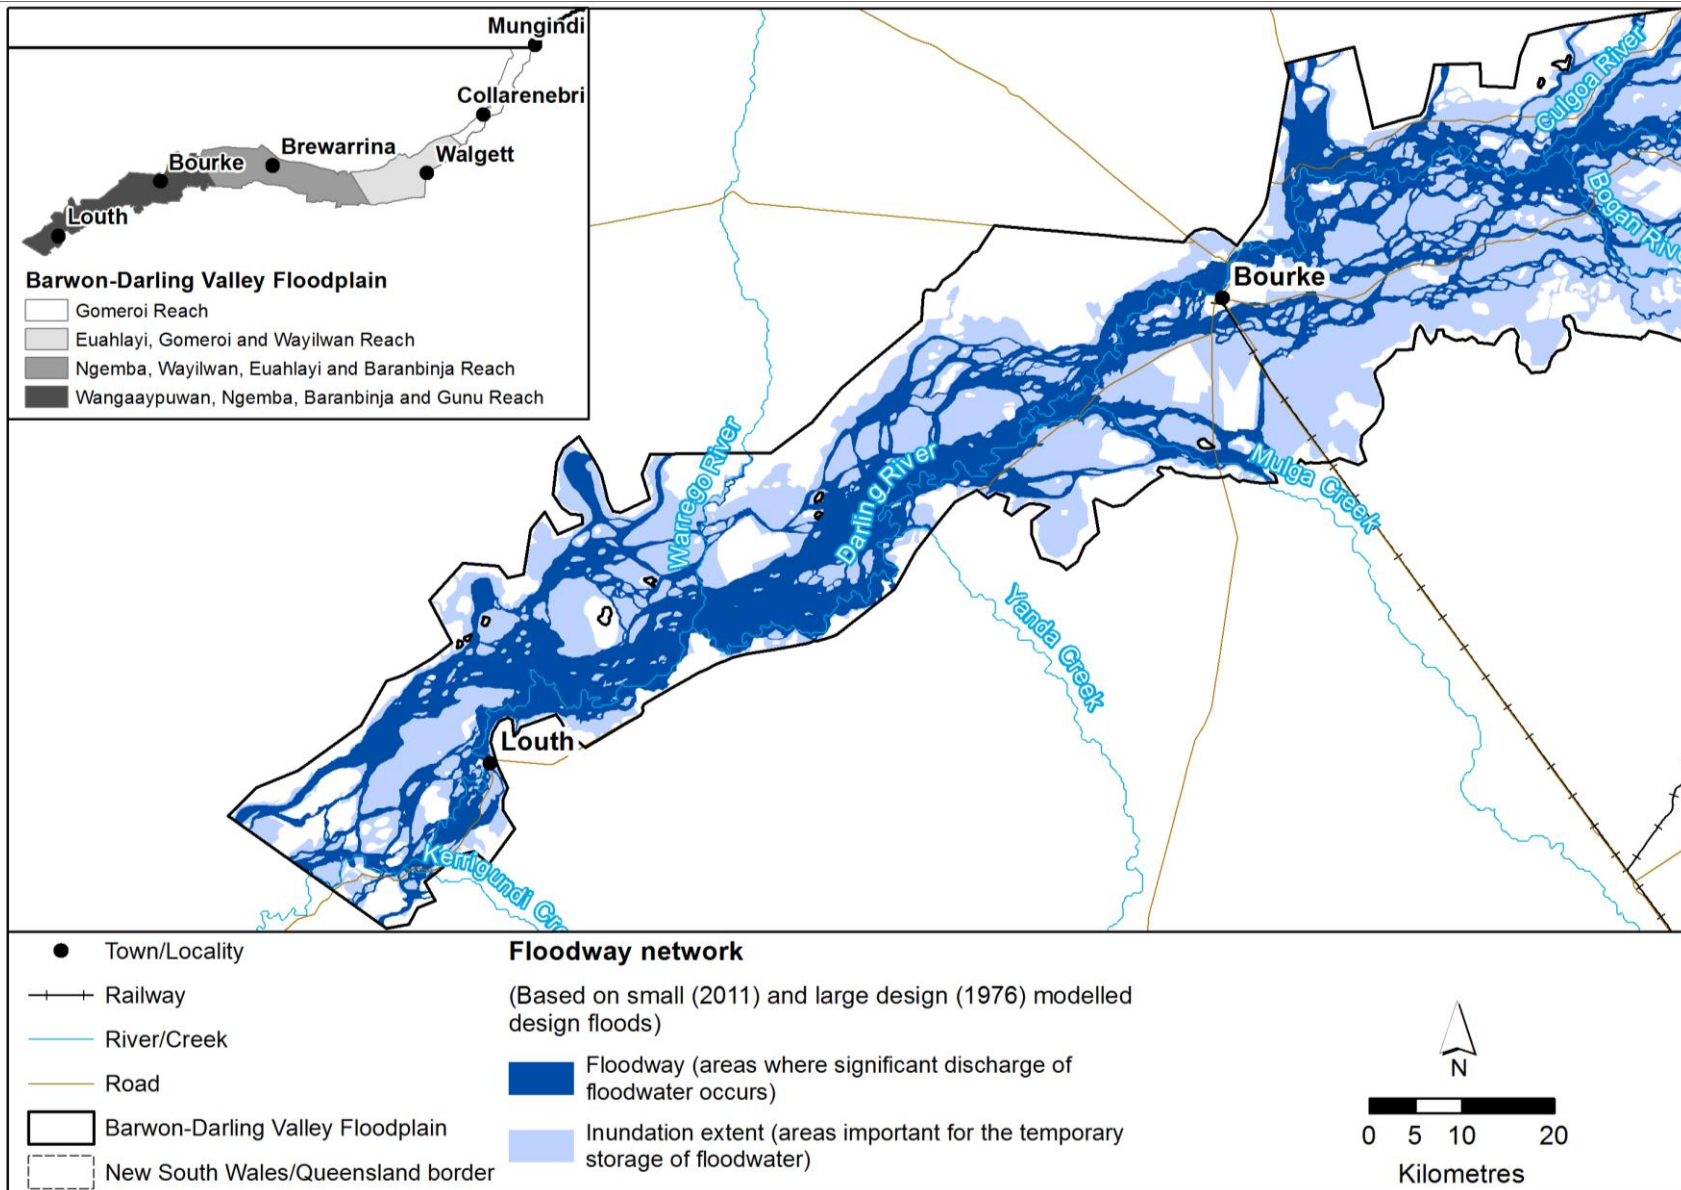 Mungindi
Collarenebri
Brewarrina
Walgett
Bourke
Louth
Barwon-Darling Valley Floodplain
Gomeroi Reach
Euahlayi, Gomeroi and Wayilwan Reach
Ngemba, Wayilwan, Euahlayi and Baranbinja Reach
Wangaaypuwan, Ngemba, Baranbinja and Gunu Reach
Culgoa River
Bogan Rive
Bourke
Warrego River
Darling River
Mulga Creek
Yanda Creek
Louth
Kerrigundi Cre
Town/Locality
Railway
River/Creek
Road
Barwon-Darling Valley Floodplain
New South Wales/Queensland border
Floodway network
(Based on small (2011) and large design (1976) modelled
design floods)
Floodway (areas where significant discharge of
floodwater occurs)
Inundation extent (areas important for the temporary
storage of floodwater)
N
0 5 10 20
Kilometres